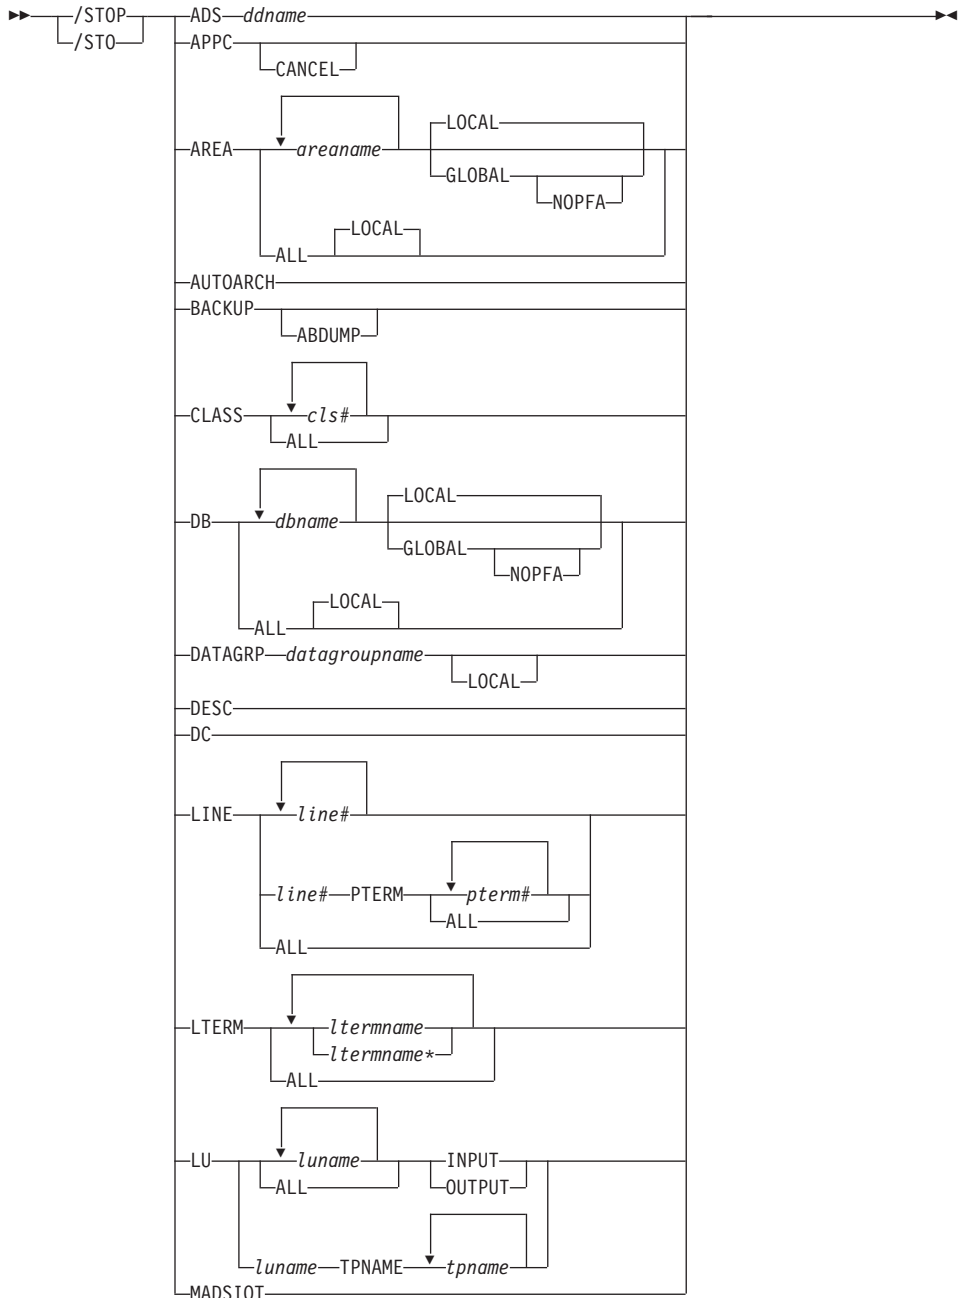 /STOP ADS ddname
/STO APPC
CANCEL
LOCAL
AREA areaname
GLOBAL
NOPFA
LOCAL
ALL
AUTOARCH
BACKUP
ABDUMP
CLASS cls#
ALL
LOCAL
DB dbname
GLOBAL
NOPFA
LOCAL
ALL
DATAGRP datagroupname
LOCAL
DESC
DC
LINE line#
line# PTERM pterm#
ALL
ALL
LTERM ltermname
ltermname*
ALL
LU luname INPUT
ALL OUTPUT
luname TPNAME tpname
MADSIOT